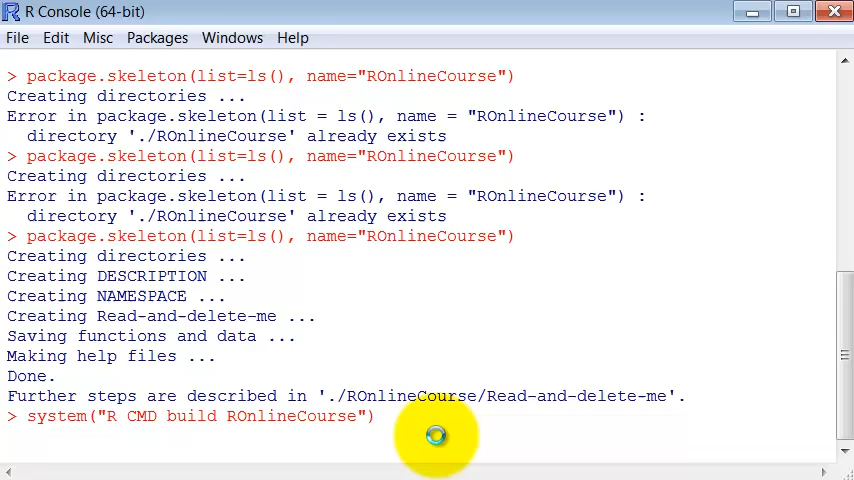 R Console (64-bit)
File Edit Misc Packages Windows Help
> package.skeleton(list=ls(), name="ROnlineCourse")
Creating directories ...
Error in package.skeleton(list = ls(), name = "ROnlineCourse") :
  directory './ROnlineCourse' already exists
> package.skeleton(list=ls(), name="ROnlineCourse")
Creating directories ...
Error in package.skeleton(list = ls(), name = "ROnlineCourse") :
  directory './ROnlineCourse' already exists
> package.skeleton(list=ls(), name="ROnlineCourse")
Creating directories ...
Creating DESCRIPTION ...
Creating NAMESPACE ...
Creating Read-and-delete-me ...
Saving functions and data ...
Making help files ...
Done.
Further steps are described in './ROnlineCourse/Read-and-delete-me'.
> system("R CMD build ROnlineCourse")